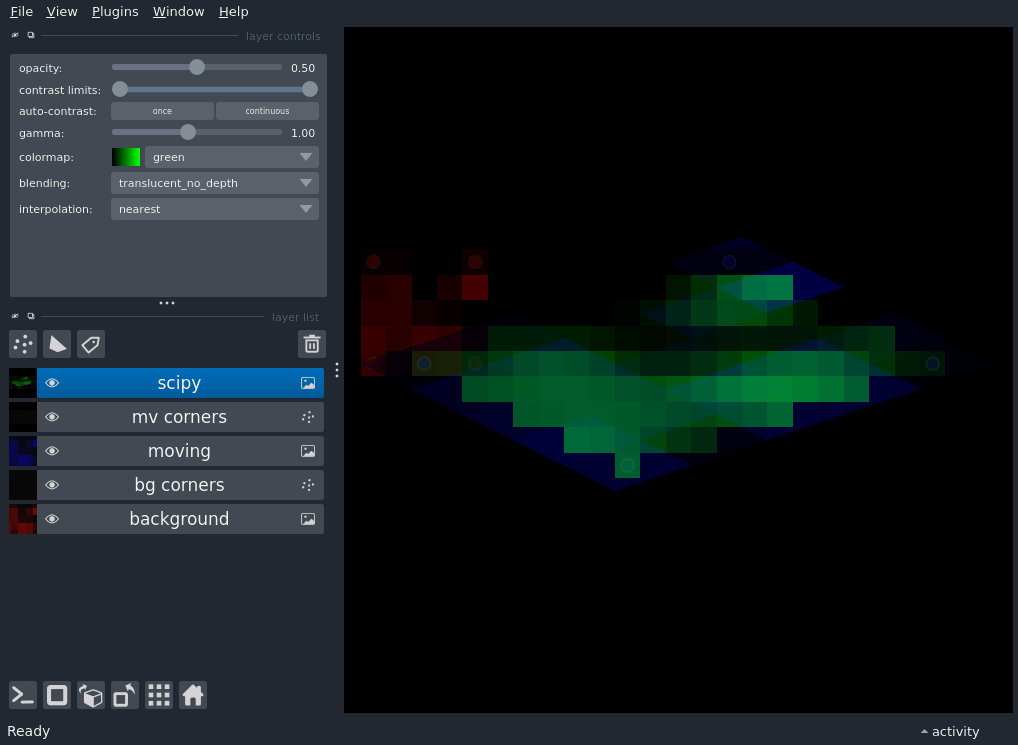 File View Plugins Window Help
layer controls
opacity: 0.50
contrast limits:
auto-contrast: once continuous
gamma: 1.00
colormap: green
blending: translucent_no_depth
interpolation: nearest
layer list
scipy
mv corners
moving
bg corners
background
Ready activity